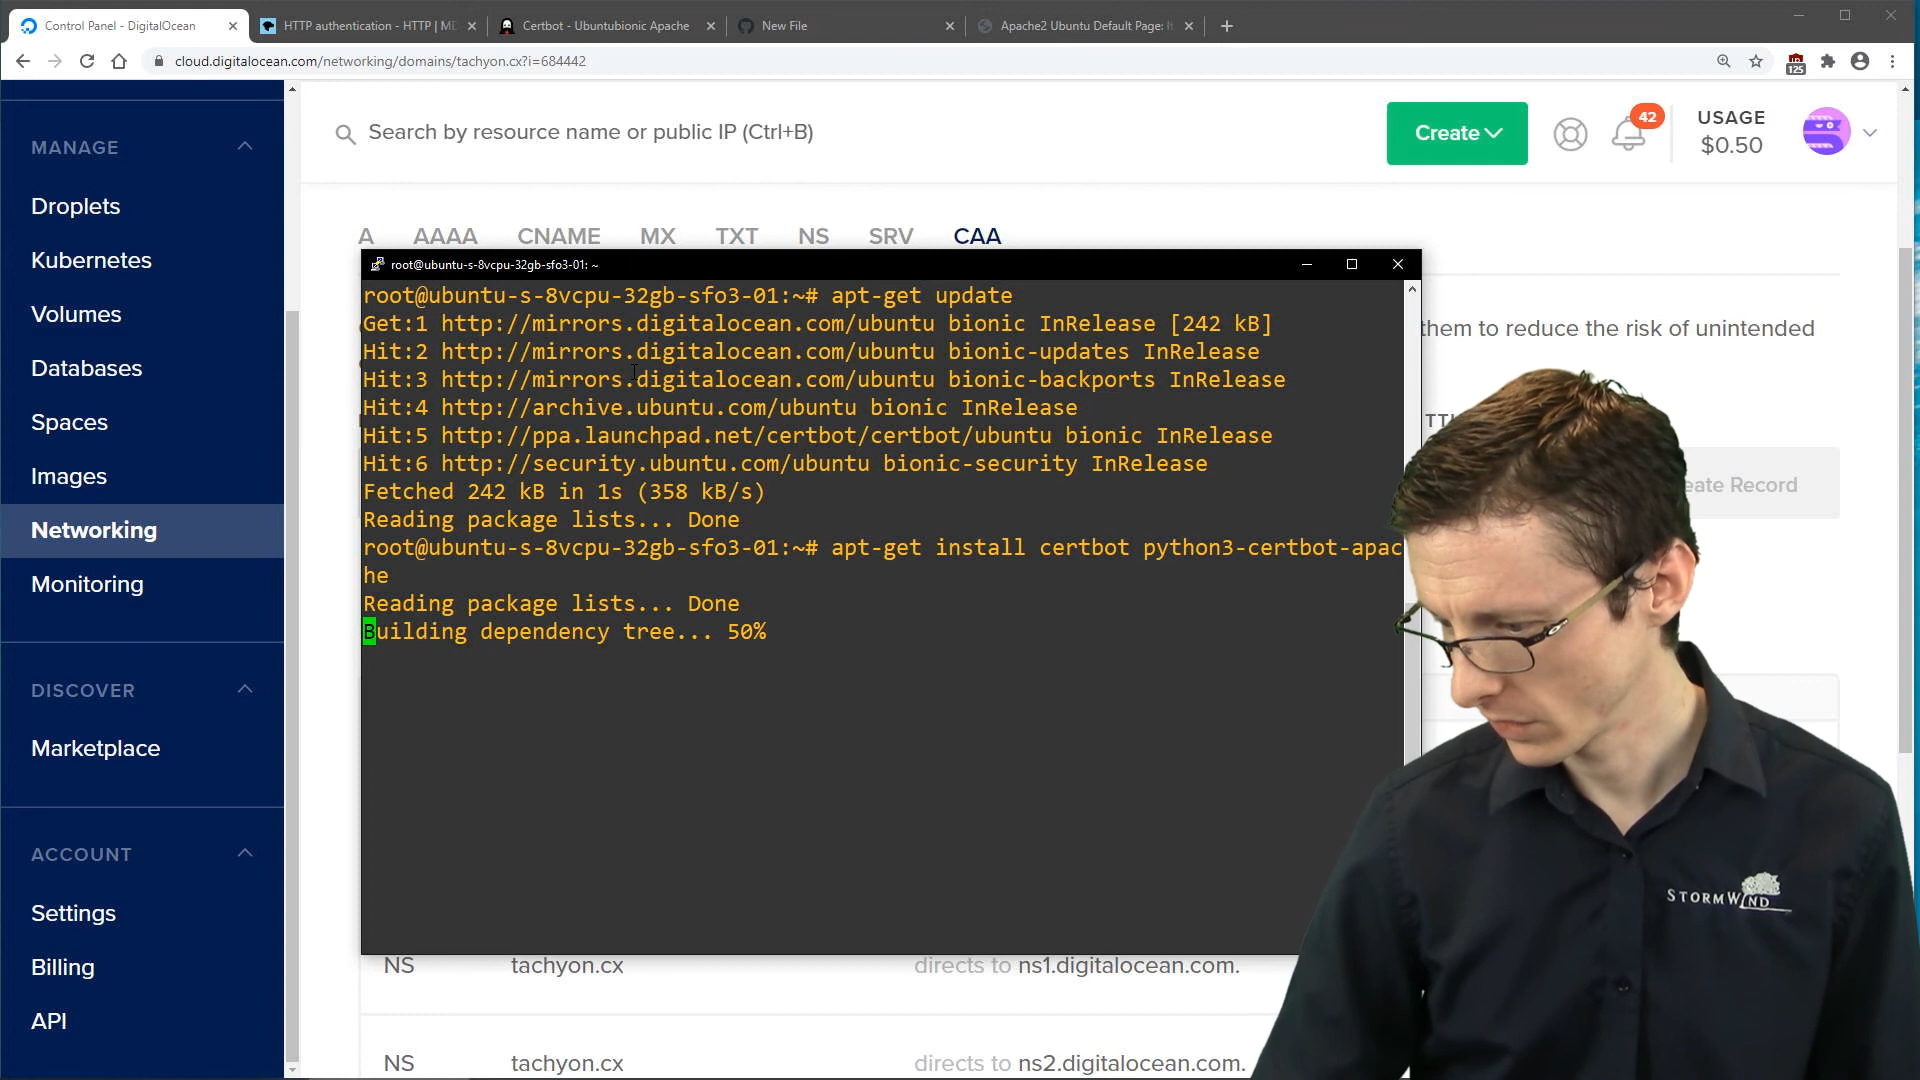 Control Panel - DigitalOcean
HTTP authentication - HTTP | MD
Certbot - Ubuntubionic Apache
New File
Apache2 Ubuntu Default Page: It
cloud.digitalocean.com/networking/domains/tachyon.cx?i=684442
125
MANAGE
Droplets
Kubernetes
Volumes
Databases
Spaces
Images
Networking
Monitoring
DISCOVER
Marketplace
ACCOUNT
Settings
Billing
API
Search by resource name or public IP (Ctrl+B)
Create
42
USAGE
$0.50
A AAAA CNAME MX TXT NS SRV CAA
them to reduce the risk of unintended
eate Record
root@ubuntu-s-8vcpu-32gb-sfo3-01: ~
root@ubuntu-s-8vcpu-32gb-sfo3-01:~# apt-get update
Get:1 http://mirrors.digitalocean.com/ubuntu bionic InRelease [242 kB]
Hit:2 http://mirrors.digitalocean.com/ubuntu bionic-updates InRelease
Hit:3 http://mirrors.digitalocean.com/ubuntu bionic-backports InRelease
Hit:4 http://archive.ubuntu.com/ubuntu bionic InRelease
Hit:5 http://ppa.launchpad.net/certbot/certbot/ubuntu bionic InRelease
Hit:6 http://security.ubuntu.com/ubuntu bionic-security InRelease
Fetched 242 kB in 1s (358 kB/s)
Reading package lists... Done
root@ubuntu-s-8vcpu-32gb-sfo3-01:~# apt-get install certbot python3-certbot-apac
he
Reading package lists... Done
Building dependency tree... 50%
NS tachyon.cx directs to ns1.digitalocean.com.
NS tachyon.cx directs to ns2.digitalocean.com.
STORMWIND